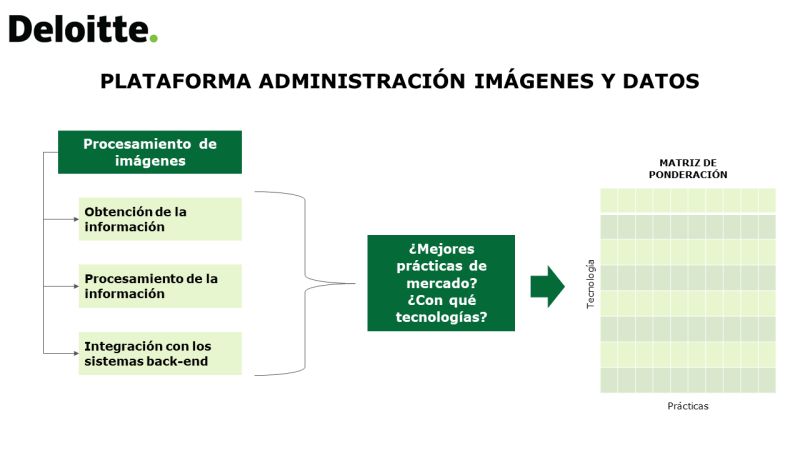 Deloitte.
PLATAFORMA ADMINISTRACIÓN IMÁGENES Y DATOS
Procesamiento de
imágenes
Obtención de la
información
Procesamiento de la
información
Integración con los
sistemas back-end
¿Mejores
prácticas de
mercado?
¿Con qué
tecnologías?
MATRIZ DE
PONDERACIÓN
Tecnología
Prácticas